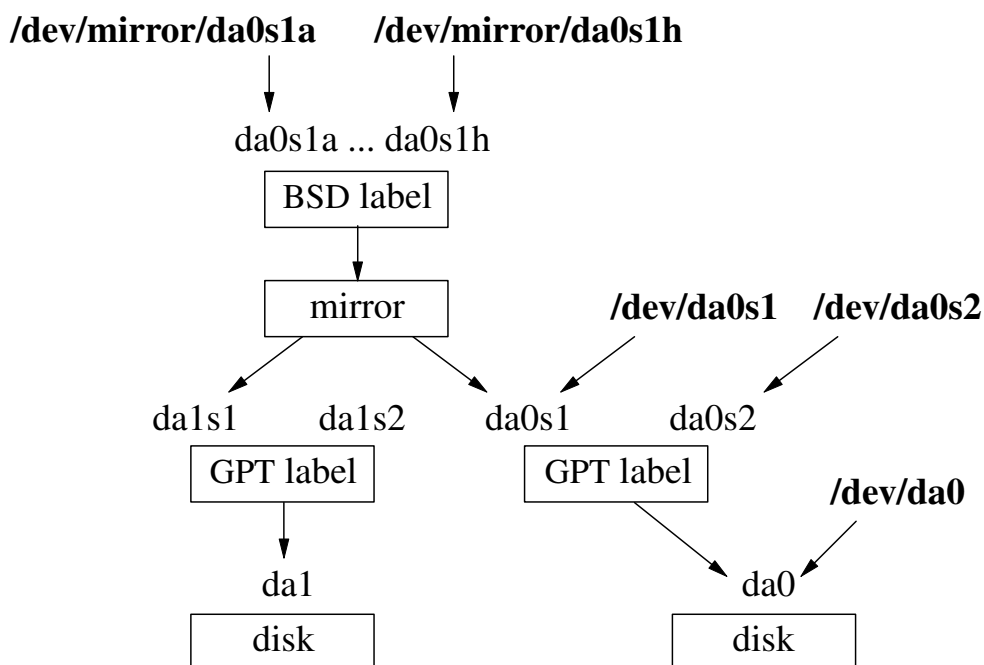 /dev/mirror/da0s1a /dev/mirror/da0s1h
da0s1a ... da0s1h
BSD label
mirror
/dev/da0s1 /dev/da0s2
da1s1 da1s2 da0s1 da0s2
GPT label GPT label
/dev/da0
da1 da0
disk disk